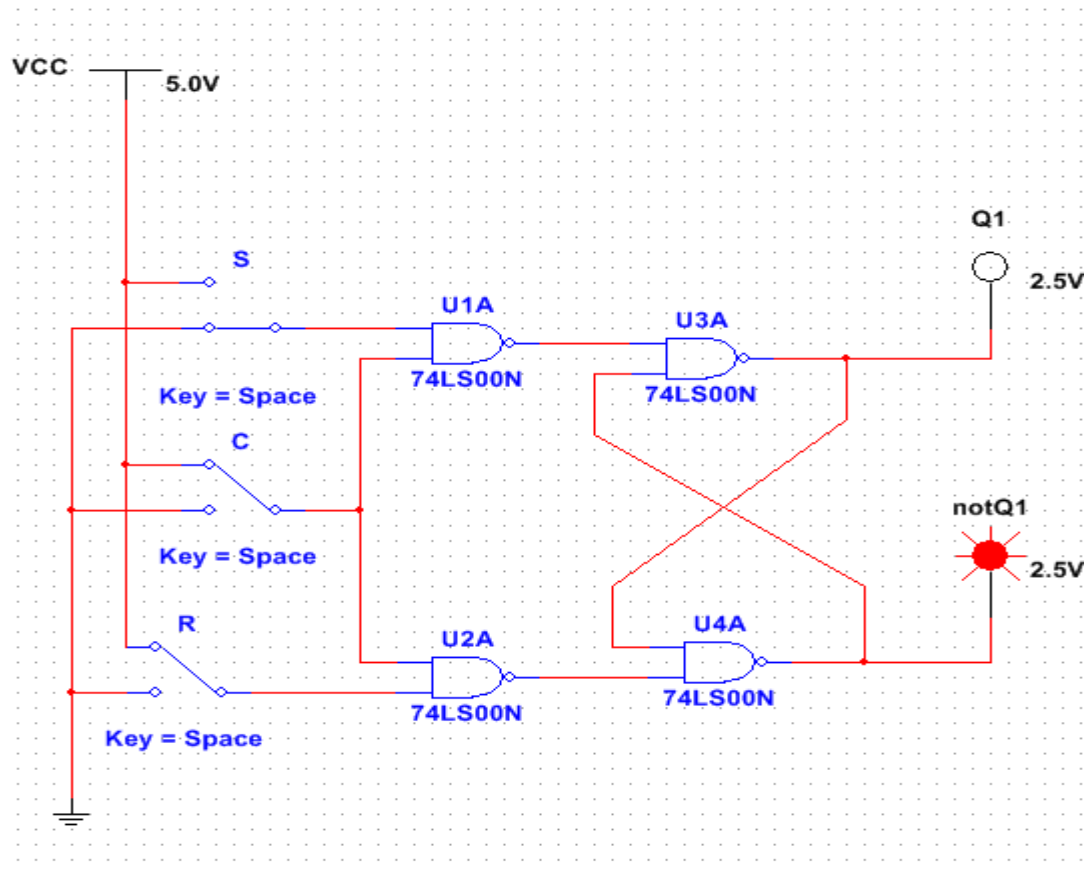 VCC
5.0V
Q1
2.5V
S
U1A
U3A
74LS00N
74LS00N
Key = Space
C
notQ1
2.5V
Key = Space
R
U2A
U4A
74LS00N
74LS00N
Key = Space